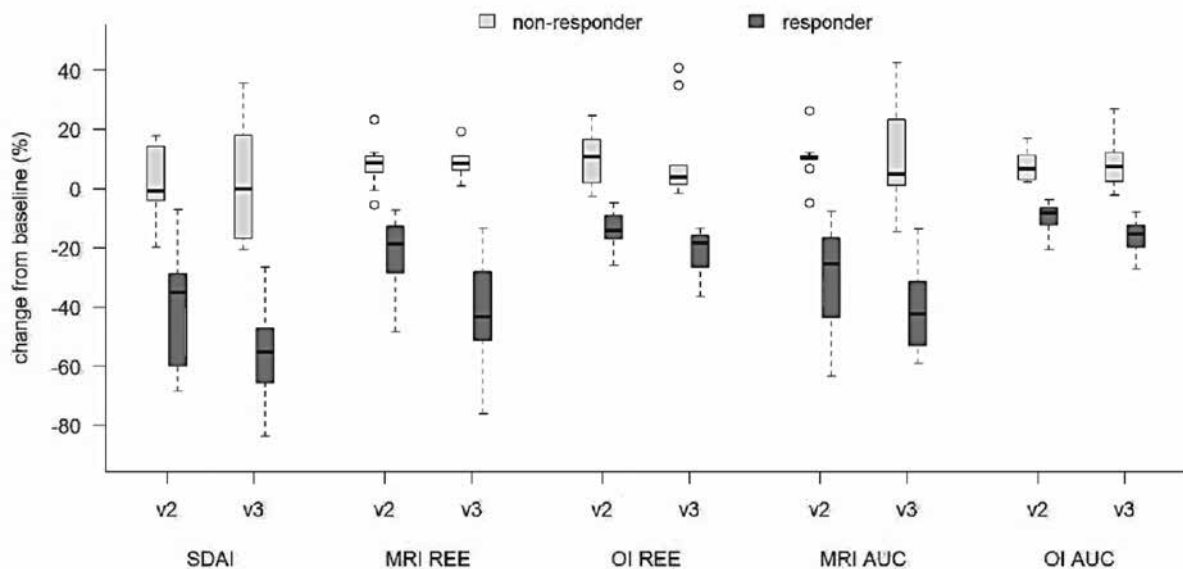 non-responder responder
change from baseline (%)
40
20
0
-20
-40
-60
-80
v2 v3 v2 v3 v2 v3 v2 v3 v2 v3
SDAI MRI REE OI REE MRI AUC OI AUC